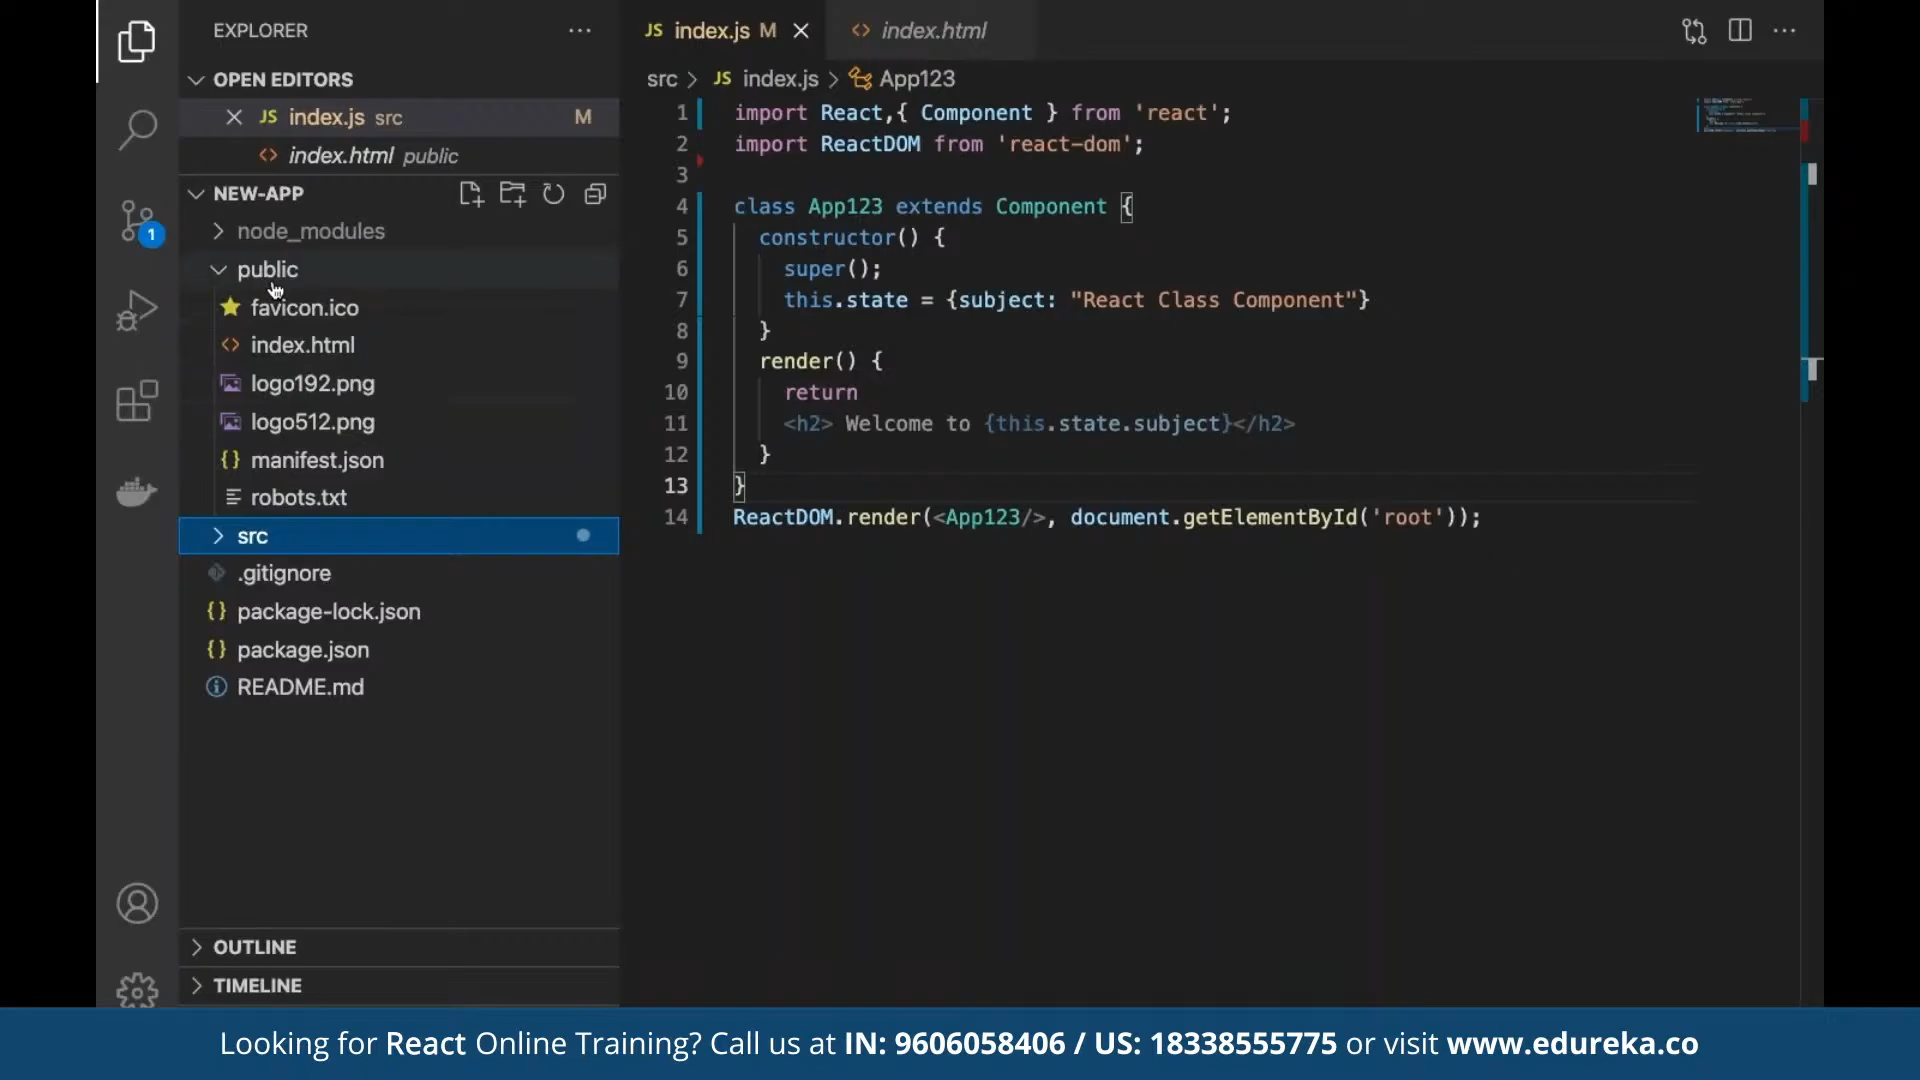 EXPLORER
OPEN EDITORS
JS index.js src M
index.html public
NEW-APP
node_modules
public
favicon.ico
index.html
logo192.png
logo512.png
manifest.json
robots.txt
src
.gitignore
package-lock.json
package.json
README.md
OUTLINE
TIMELINE
1
JS index.js M
index.html
src > JS index.js > App123
1 import React,{ Component } from 'react';
2 import ReactDOM from 'react-dom';
3
4 class App123 extends Component {
5 constructor() {
6 super();
7 this.state = {subject: "React Class Component"}
8 }
9 render() {
10 return
11 <h2> Welcome to {this.state.subject}</h2>
12 }
13 }
14 ReactDOM.render(<App123/>, document.getElementById('root'));
Looking for React Online Training? Call us at IN: 9606058406 / US: 18338555775 or visit www.edureka.co